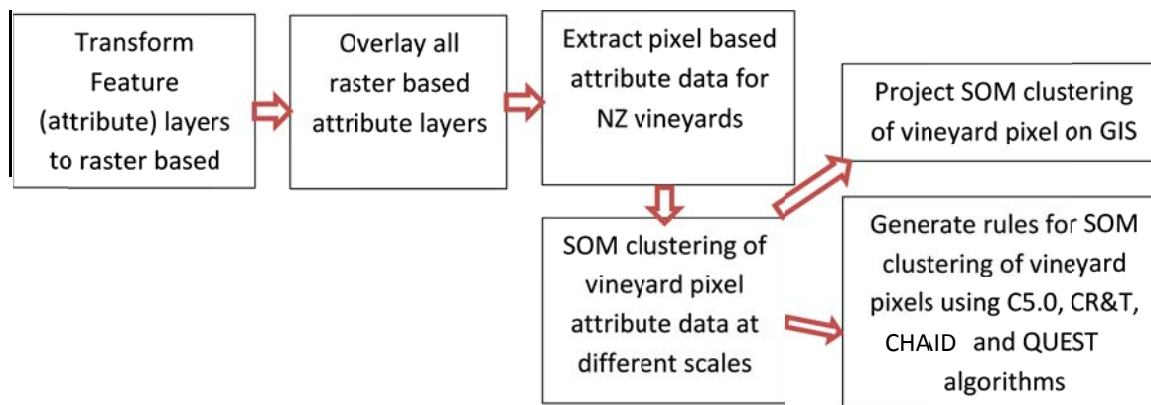 Transform
Feature
(attribute) layers
to raster based
Overlay all
raster based
attribute layers
Extract pixel based
attribute data for
NZ vineyards
SOM clustering of
vineyard pixel
attribute data at
different scales
Project SOM clustering
of vineyard pixel on GIS
Generate rules for SOM
clustering of vineyard
pixels using C5.0, CR&T,
CHAID and QUEST
algorithms